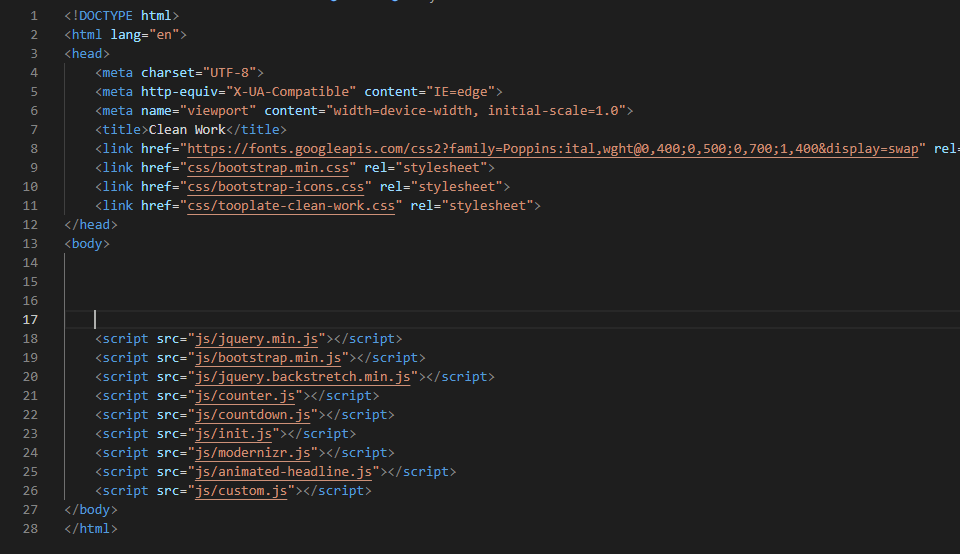 1 <!DOCTYPE html>
2 <html lang="en">
3 <head>
4 <meta charset="UTF-8">
5 <meta http-equiv="X-UA-Compatible" content="IE=edge">
6 <meta name="viewport" content="width=device-width, initial-scale=1.0">
7 <title>Clean Work</title>
8 <link href="https://fonts.googleapis.com/css2?family=Poppins:ital,wght@0,400;0,500;0,700;1,400&display=swap" rel=
9 <link href="css/bootstrap.min.css" rel="stylesheet">
10 <link href="css/bootstrap-icons.css" rel="stylesheet">
11 <link href="css/tooplate-clean-work.css" rel="stylesheet">
12 </head>
13 <body>
14
15
16
17
18 <script src="js/jquery.min.js"></script>
19 <script src="js/bootstrap.min.js"></script>
20 <script src="js/jquery.backstretch.min.js"></script>
21 <script src="js/counter.js"></script>
22 <script src="js/countdown.js"></script>
23 <script src="js/init.js"></script>
24 <script src="js/modernizr.js"></script>
25 <script src="js/animated-headline.js"></script>
26 <script src="js/custom.js"></script>
27 </body>
28 </html>